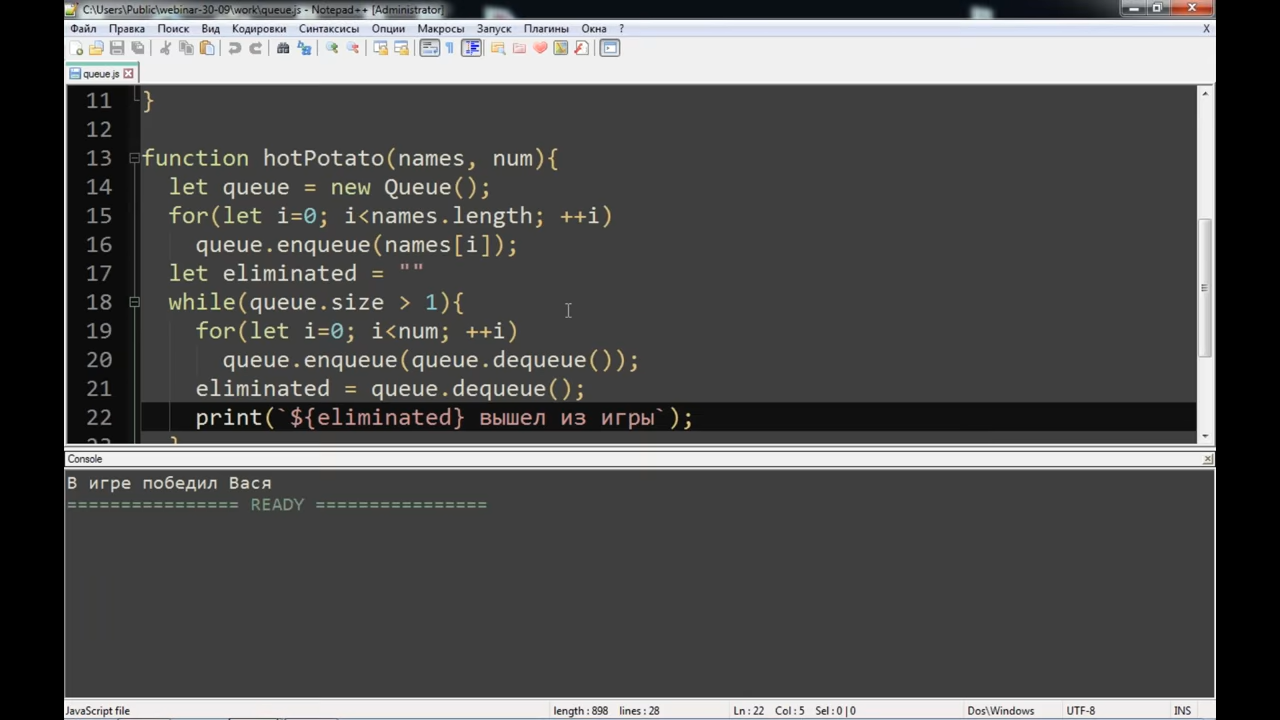 C:\Users\Public\webinar-30-09\work\queue.js - Notepad++ [Administrator]
Файл Правка Поиск Вид Кодировки Синтаксисы Опции Макросы Запуск Плагины Окна ? X
queue.js
11 }
12
13 function hotPotato(names, num){
14 let queue = new Queue();
15 for(let i=0; i<names.length; ++i)
16 queue.enqueue(names[i]);
17 let eliminated = ""
18 while(queue.size > 1){
19 for(let i=0; i<num; ++i)
20 queue.enqueue(queue.dequeue());
21 eliminated = queue.dequeue();
22 print(`${eliminated} вышел из игры`);
23 }
Console
В игре победил Вася
================ READY ================
JavaScript file length : 898 lines : 28 Ln : 22 Col : 5 Sel : 0 | 0 Dos\Windows UTF-8 INS